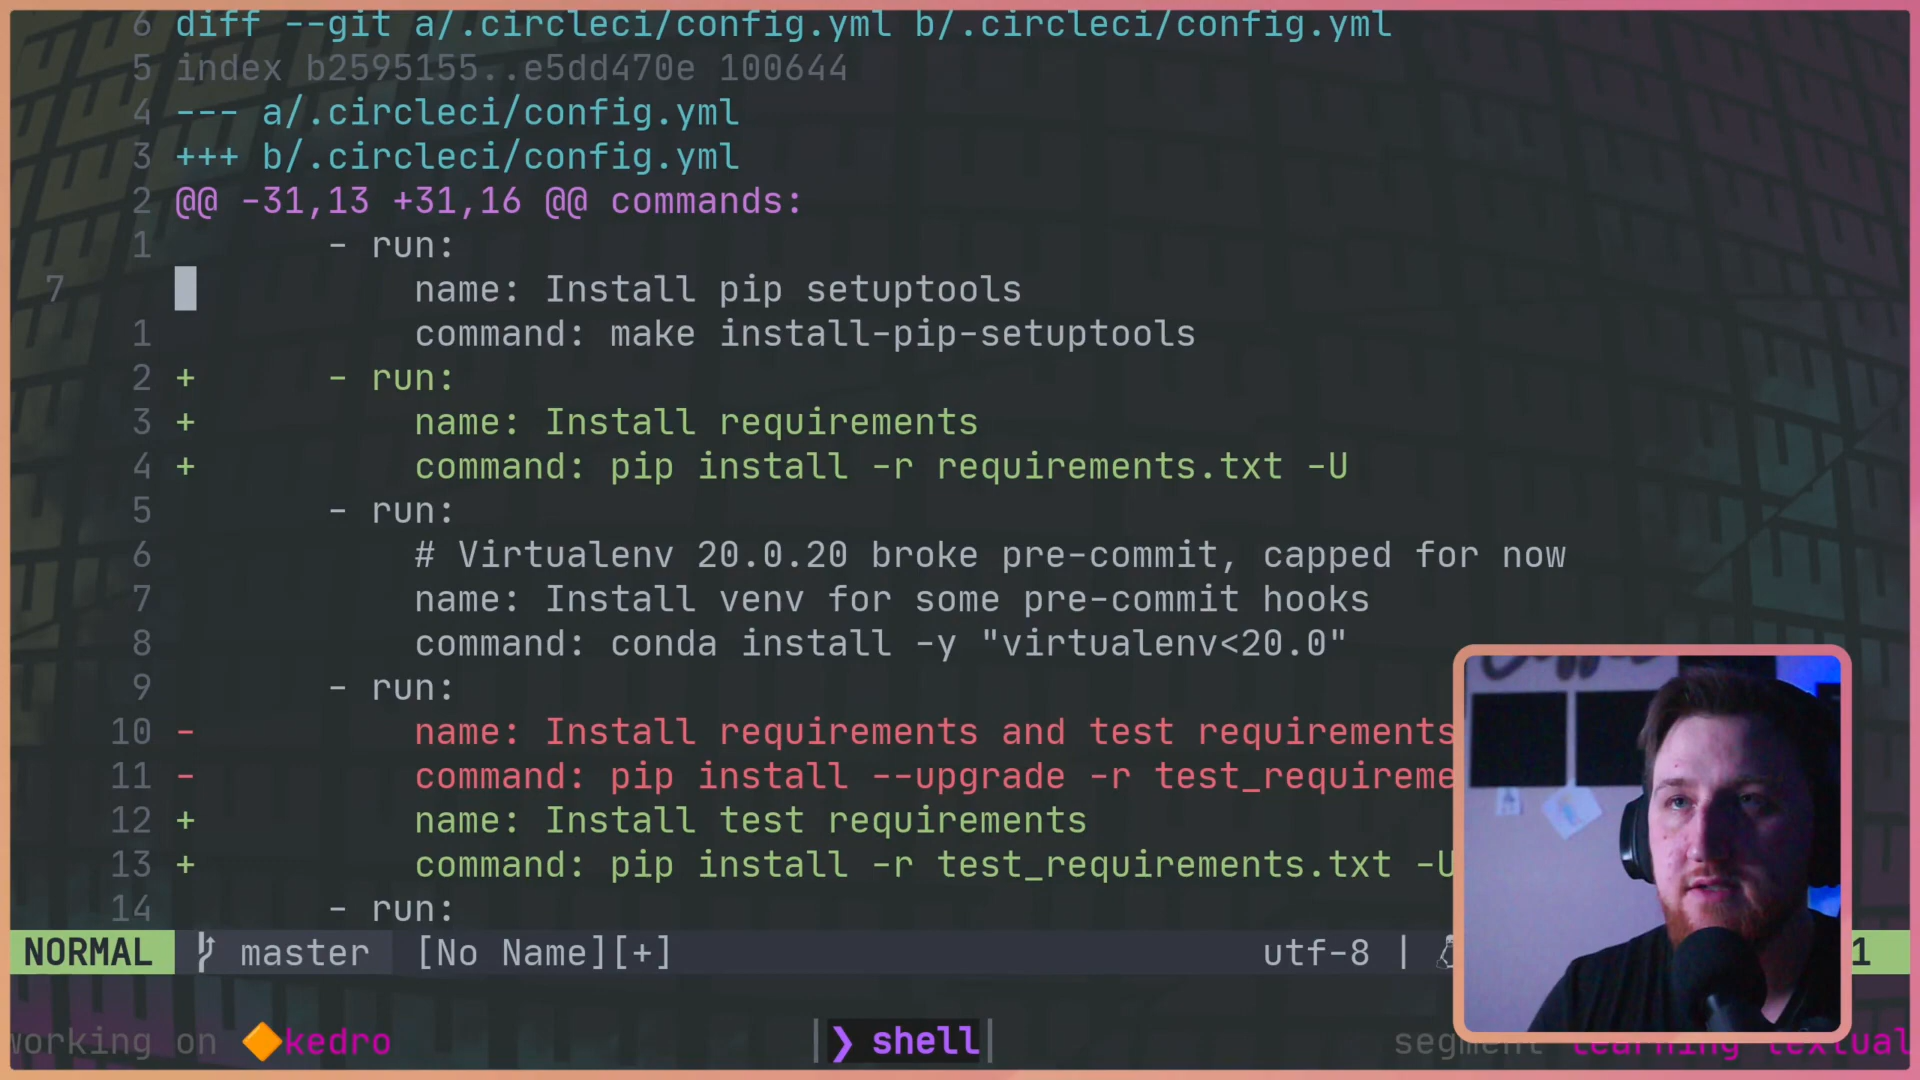 6 diff --git a/.circleci/config.yml b/.circleci/config.yml
5 index b2595155..e5dd470e 100644
4 --- a/.circleci/config.yml
3 +++ b/.circleci/config.yml
2 @@ -31,13 +31,16 @@ commands:
1 - run:
7 name: Install pip setuptools
1 command: make install-pip-setuptools
2 + - run:
3 + name: Install requirements
4 + command: pip install -r requirements.txt -U
5 - run:
6 # Virtualenv 20.0.20 broke pre-commit, capped for now
7 name: Install venv for some pre-commit hooks
8 command: conda install -y "virtualenv<20.0"
9 - run:
10 - name: Install requirements and test requirements
11 - command: pip install --upgrade -r test_requireme
12 + name: Install test requirements
13 + command: pip install -r test_requirements.txt -U
14 - run:
NORMAL master [No Name][+] utf-8 | 1
working on kedro | ❯ shell | segment learning textual